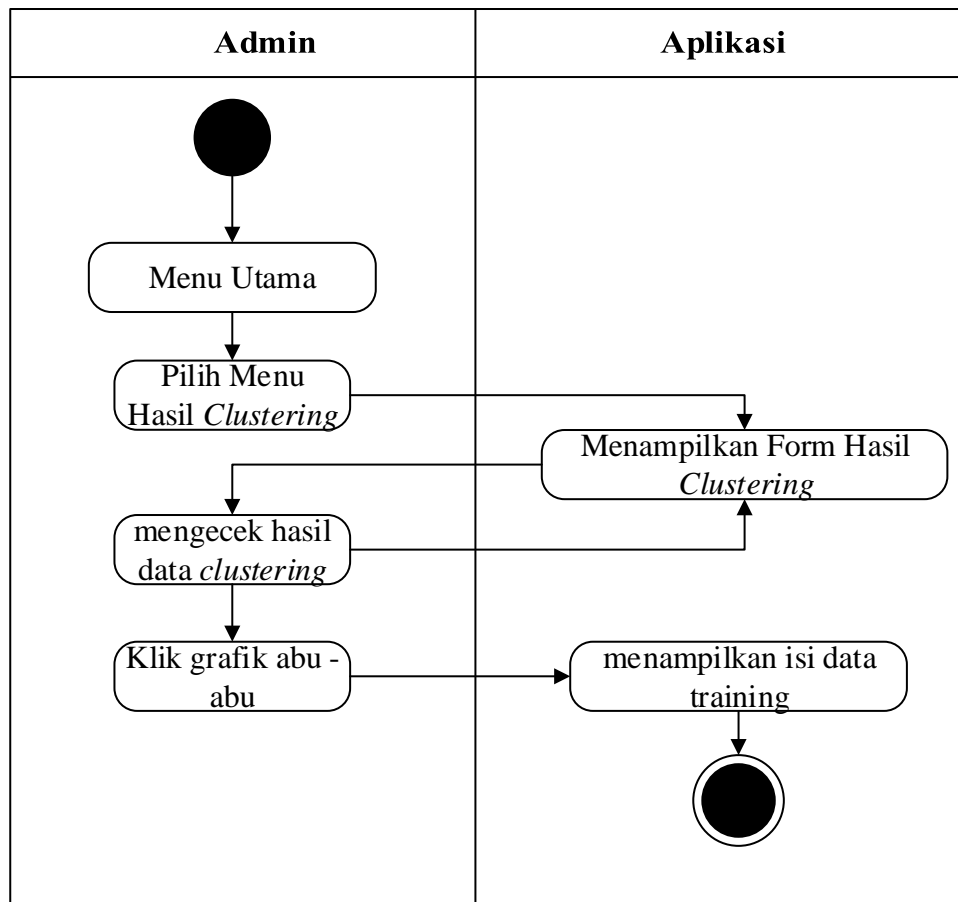 Admin
Aplikasi
Menu Utama
Pilih Menu
Hasil Clustering
Menampilkan Form Hasil
Clustering
mengecek hasil
data clustering
Klik grafik abu -
abu
menampilkan isi data
training